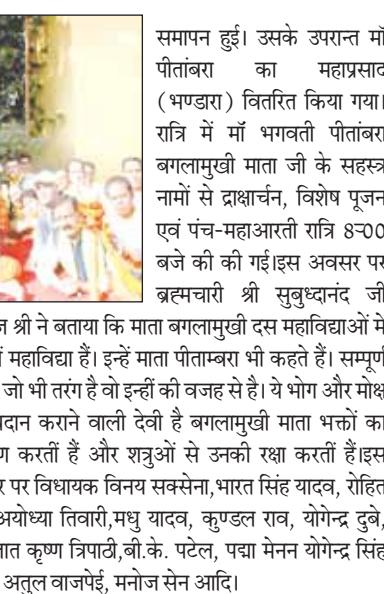 समापन हुई। उसके उपरान्त मॉ
पीतांबरा का महाप्रसाद
(भण्डारा) वितरित किया गया।
रात्रि में मॉ भगवती पीतांबरा
बगलामुखी माता जी के सहस्त्र
नामों से द्राक्षार्चन, विशेष पूजन
एवं पंच-महाआरती रात्रि 8-00
बजे की की गई।इस अवसर पर
ब्रह्मचारी श्री सुबुध्दानंद जी
श्री ने बताया कि माता बगलामुखी दस महाविद्याओं मे
महाविद्या हैं। इन्हें माता पीताम्बरा भी कहते हैं। सम्पूर्ण
जो भी तरंग है वो इन्हीं की वजह से है। ये भोग और मोक्ष
कराने वाली देवी है बगलामुखी माता भक्तों का
करतीं हैं और शत्रुओं से उनकी रक्षा करतीं हैं।इस
पर विधायक विनय सक्सेना,भारत सिंह यादव, रोहित
अयोध्या तिवारी,मधु यादव, कुण्डल राव, योगेन्द्र दुबे,
कृष्ण त्रिपाठी,बी.के. पटेल, पद्मा मेनन योगेन्द्र सिंह
अतुल वाजपेई, मनोज सेन आदि।